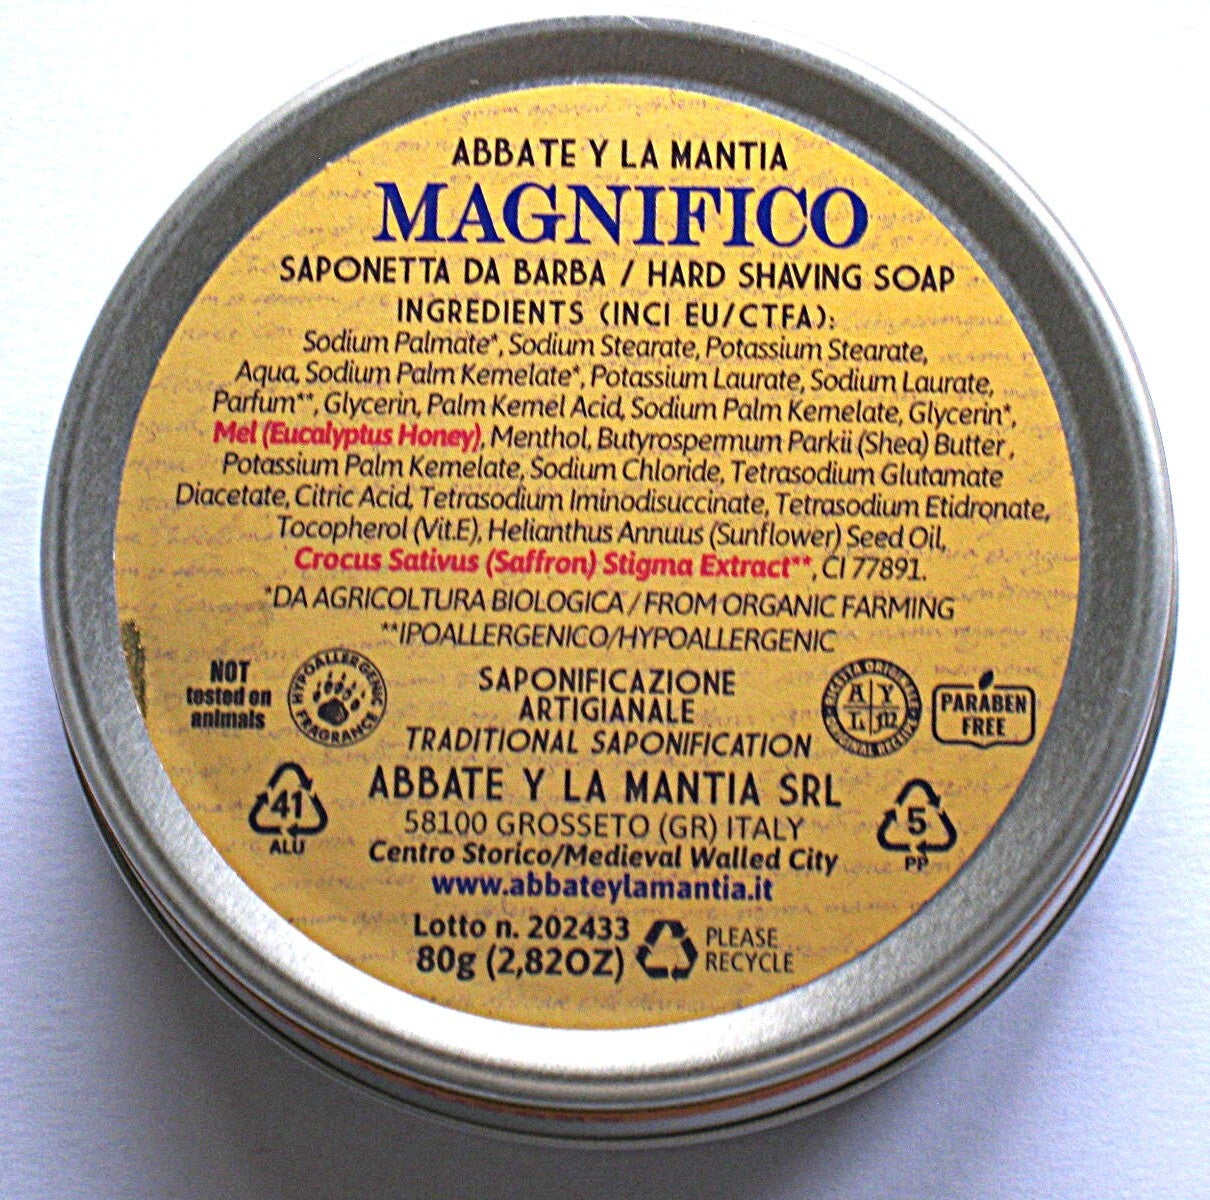 ABBATE Y LA MANTIA
MAGNIFICO
SAPONETTA DA BARBA / HARD SHAVING SOAP
INGREDIENTS (INCI EU/CTFA):
Sodium Palmate*, Sodium Stearate, Potassium Stearate,
Aqua, Sodium Palm Kernelate*, Potassium Laurate, Sodium Laurate,
Parfum**, Glycerin, Palm Kernel Acid, Sodium Palm Kernelate, Glycerin*,
Mel (Eucalyptus Honey), Menthol, Butyrospermum Parkii (Shea) Butter,
Potassium Palm Kernelate, Sodium Chloride, Tetrasodium Glutamate
Diacetate, Citric Acid, Tetrasodium Iminodisuccinate, Tetrasodium Etidronate,
Tocopherol (Vit.E), Helianthus Annuus (Sunflower) Seed Oil,
Crocus Sativus (Saffron) Stigma Extract**, CI 77891.
*DA AGRICOLTURA BIOLOGICA / FROM ORGANIC FARMING
**IPOALLERGENICO/HYPOALLERGENIC
NOT
tested on
animals
HYPOALLERGENIC
FRAGRANCE
SAPONIFICAZIONE
ARTIGIANALE
TRADITIONAL SAPONIFICATION
RICETTA ORIGINALE
ORIGINAL RECIPE
A Y
L M
PARABEN
FREE
41
ALU
ABBATE Y LA MANTIA SRL
58100 GROSSETO (GR) ITALY
Centro Storico/Medieval Walled City
www.abbateylamantia.it
5
PP
Lotto n. 202433
80g (2,82OZ)
PLEASE
RECYCLE